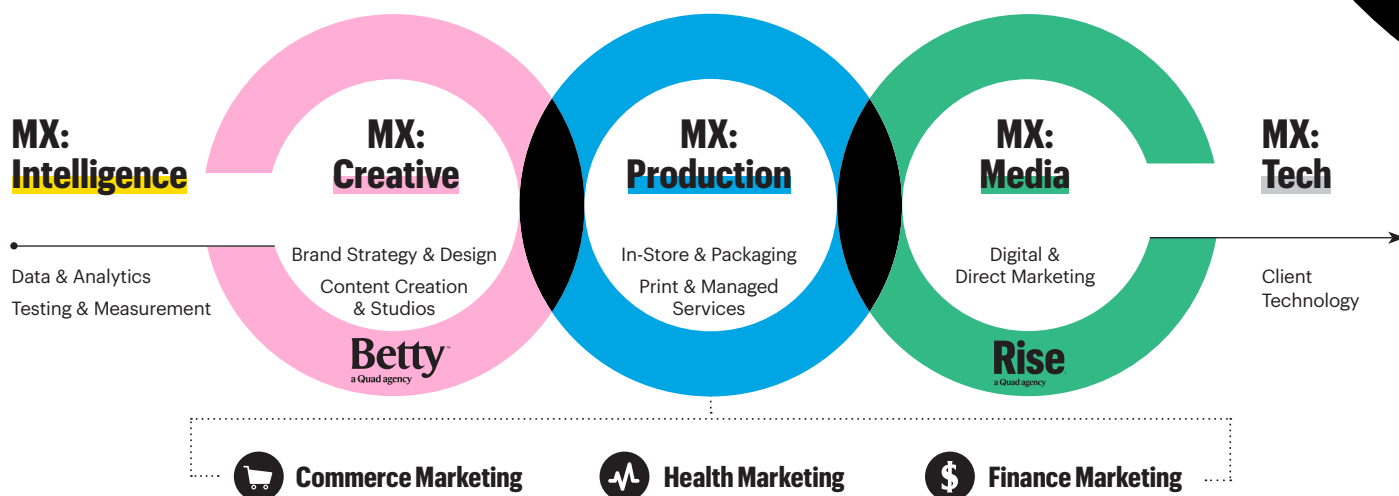 MX:
Intelligence
Data & Analytics
Testing & Measurement
MX:
Creative
Brand Strategy & Design
Content Creation
& Studios
Betty™
a Quad agency
MX:
Production
In-Store & Packaging
Print & Managed
Services
MX:
Media
Digital &
Direct Marketing
Rise
a Quad agency
MX:
Tech
Client
Technology
Commerce Marketing
Health Marketing
$
Finance Marketing